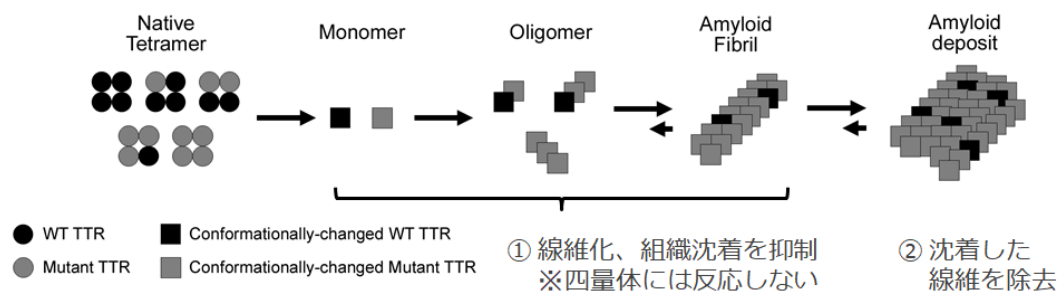 Native
Tetramer
Monomer
Oligomer
Amyloid
Fibril
Amyloid
deposit
WT TTR
Conformationally-changed WT TTR
Mutant TTR
Conformationally-changed Mutant TTR
① 線維化、組織沈着を抑制
※四量体には反応しない
② 沈着した
線維を除去